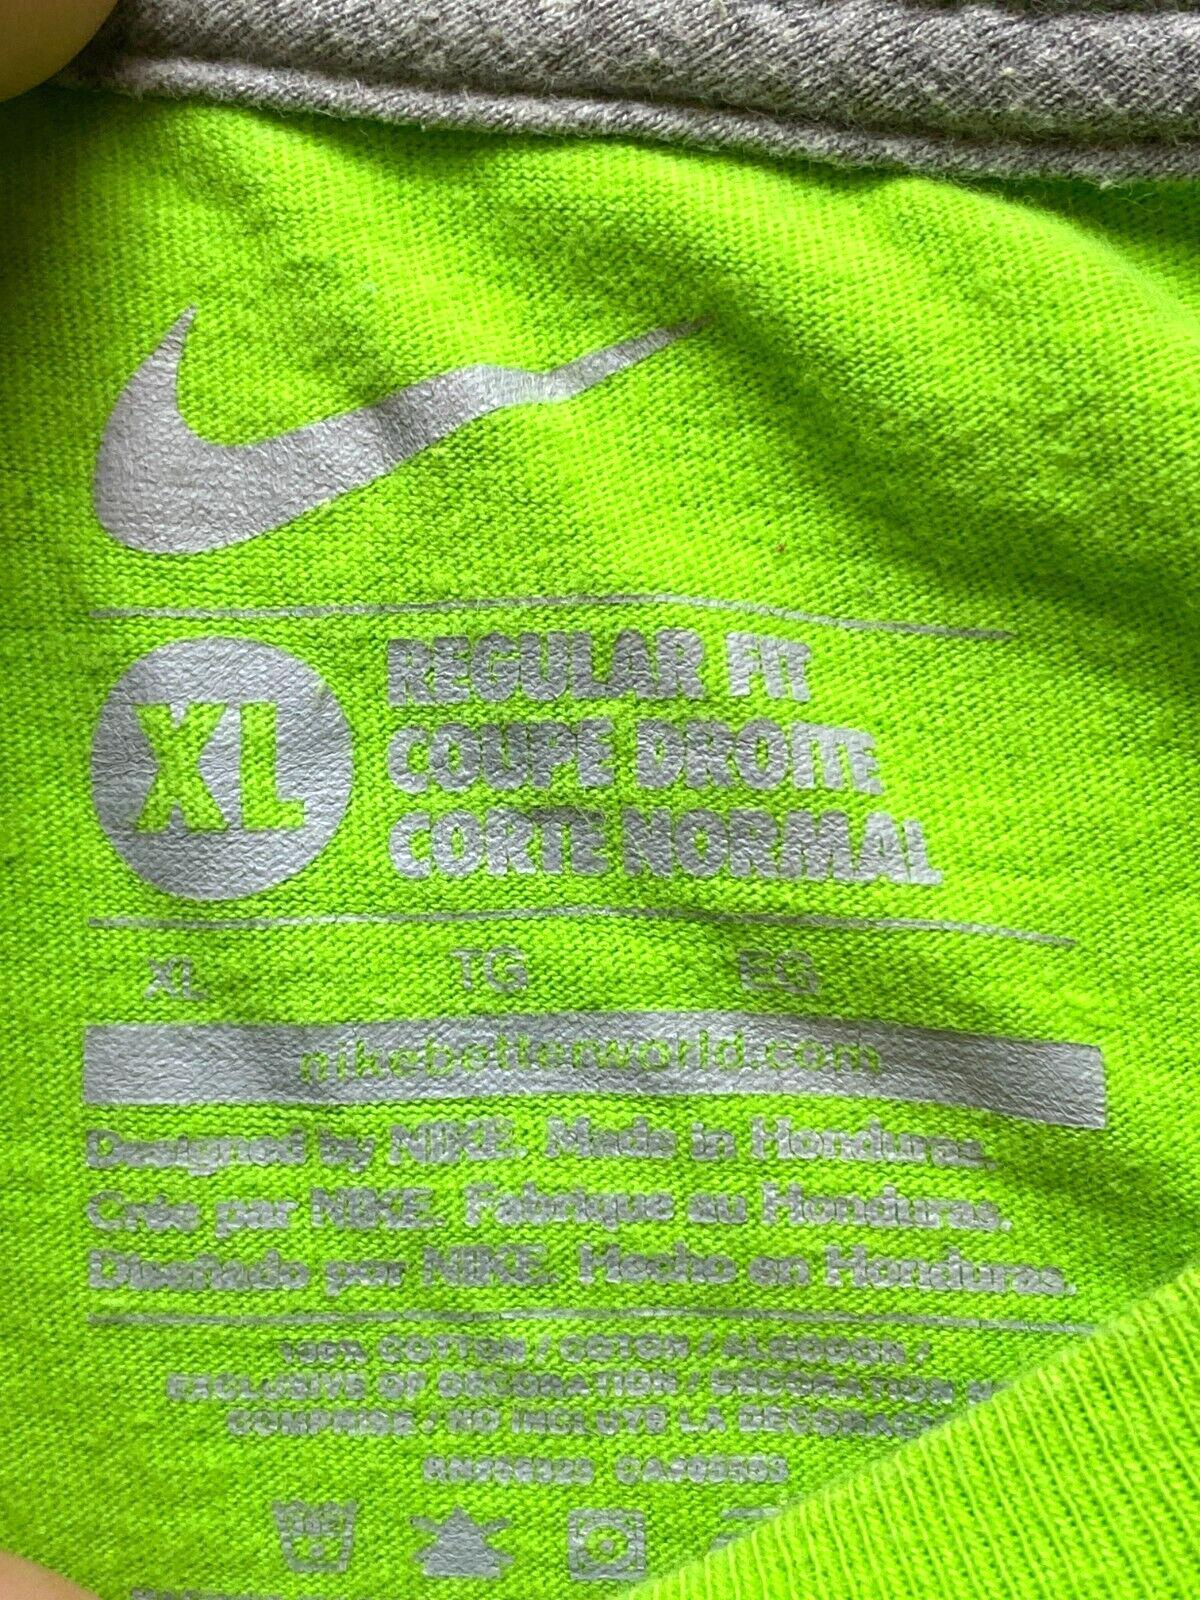 XL
REGULAR FIT
COUPE DROITE
CORTE NORMAL
XL TG EG
nikebetterworld.com
Designed by NIKE. Made in Honduras.
Crée par NIKE. Fabrique au Honduras.
Diseñado por NIKE. Hecho en Honduras.
100% COTTON / COTON / ALGODON /
EXCLUSIVE OF DECORATION / DECORATION
COMPRISE / NO INCLUYE LA